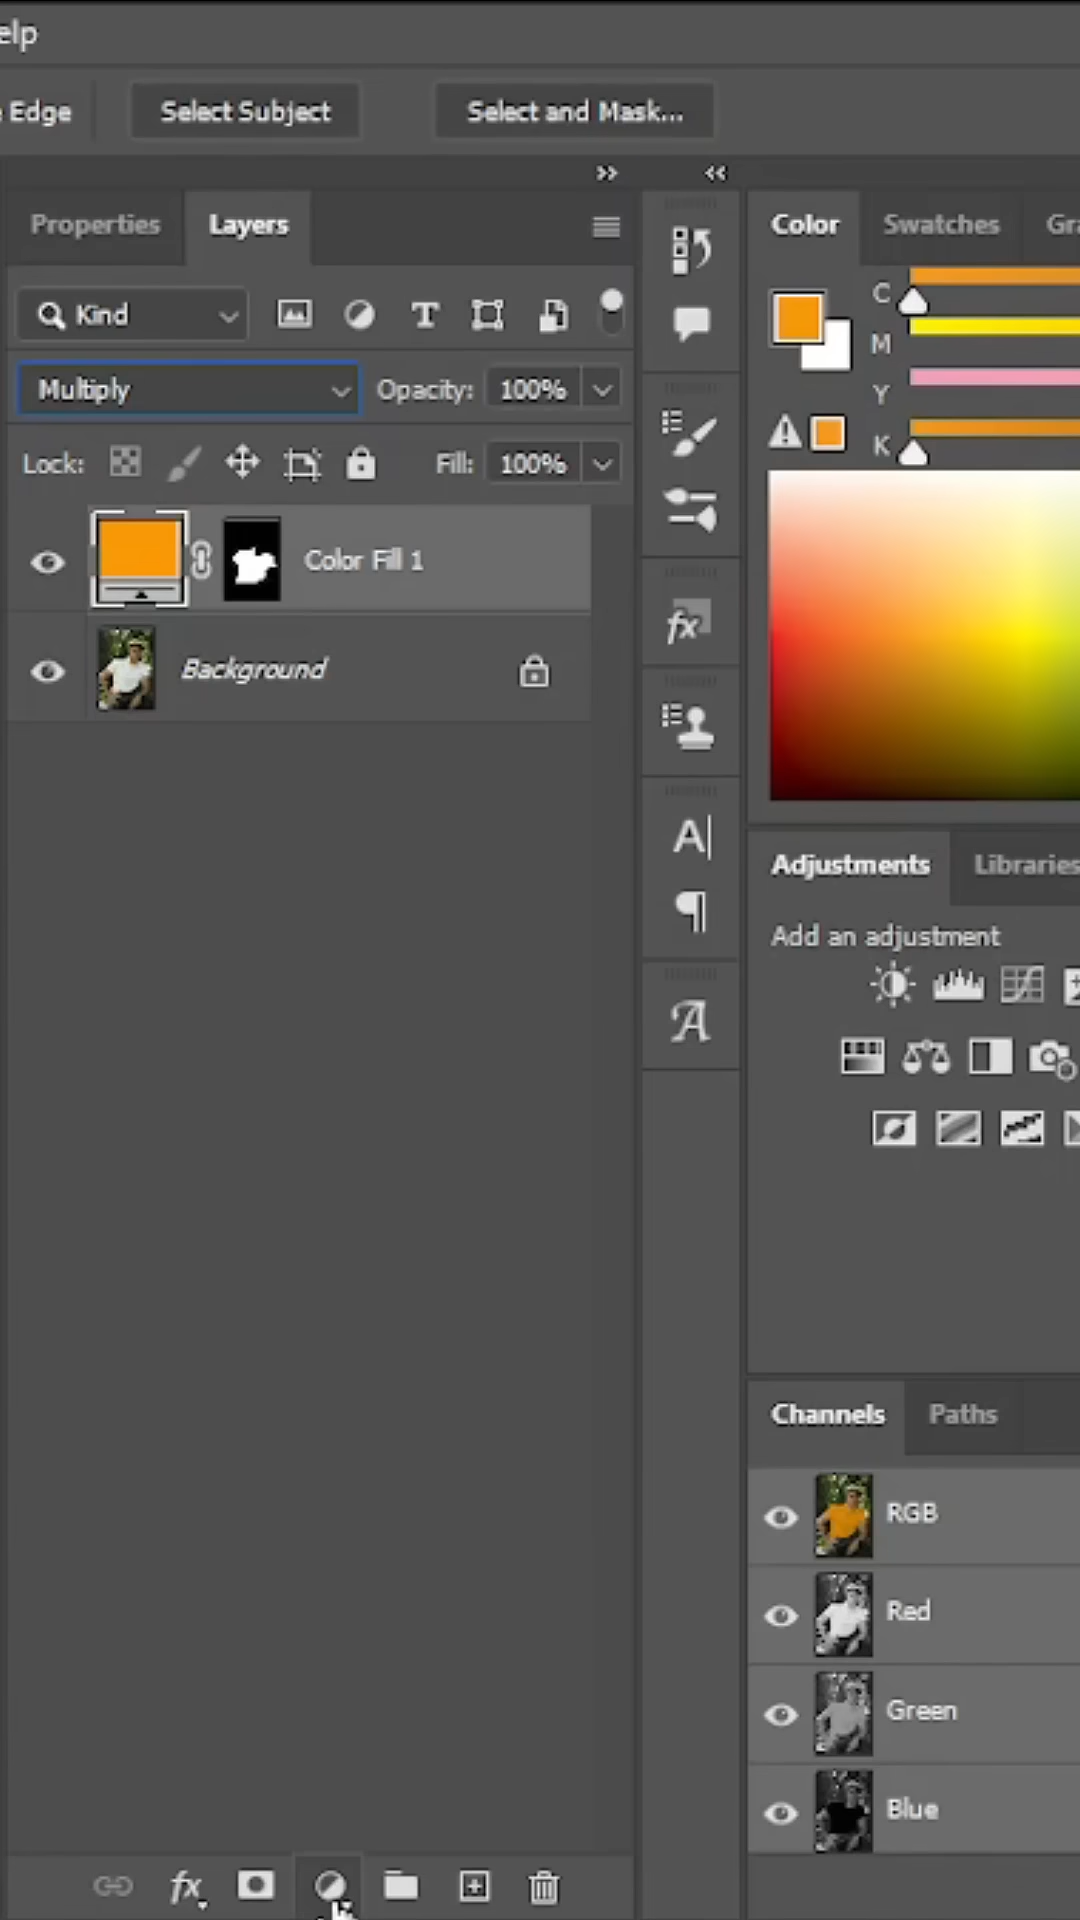 elp
Edge
Select Subject
Select and Mask...
Properties
Layers
Color
Swatches
Gra
Kind
T
C
M
Y
K
Multiply
Opacity: 100%
Lock:
Fill: 100%
Color Fill 1
Background
fx
A
¶
A
Adjustments
Libraries
Add an adjustment
Channels
Paths
RGB
Red
Green
Blue
fx